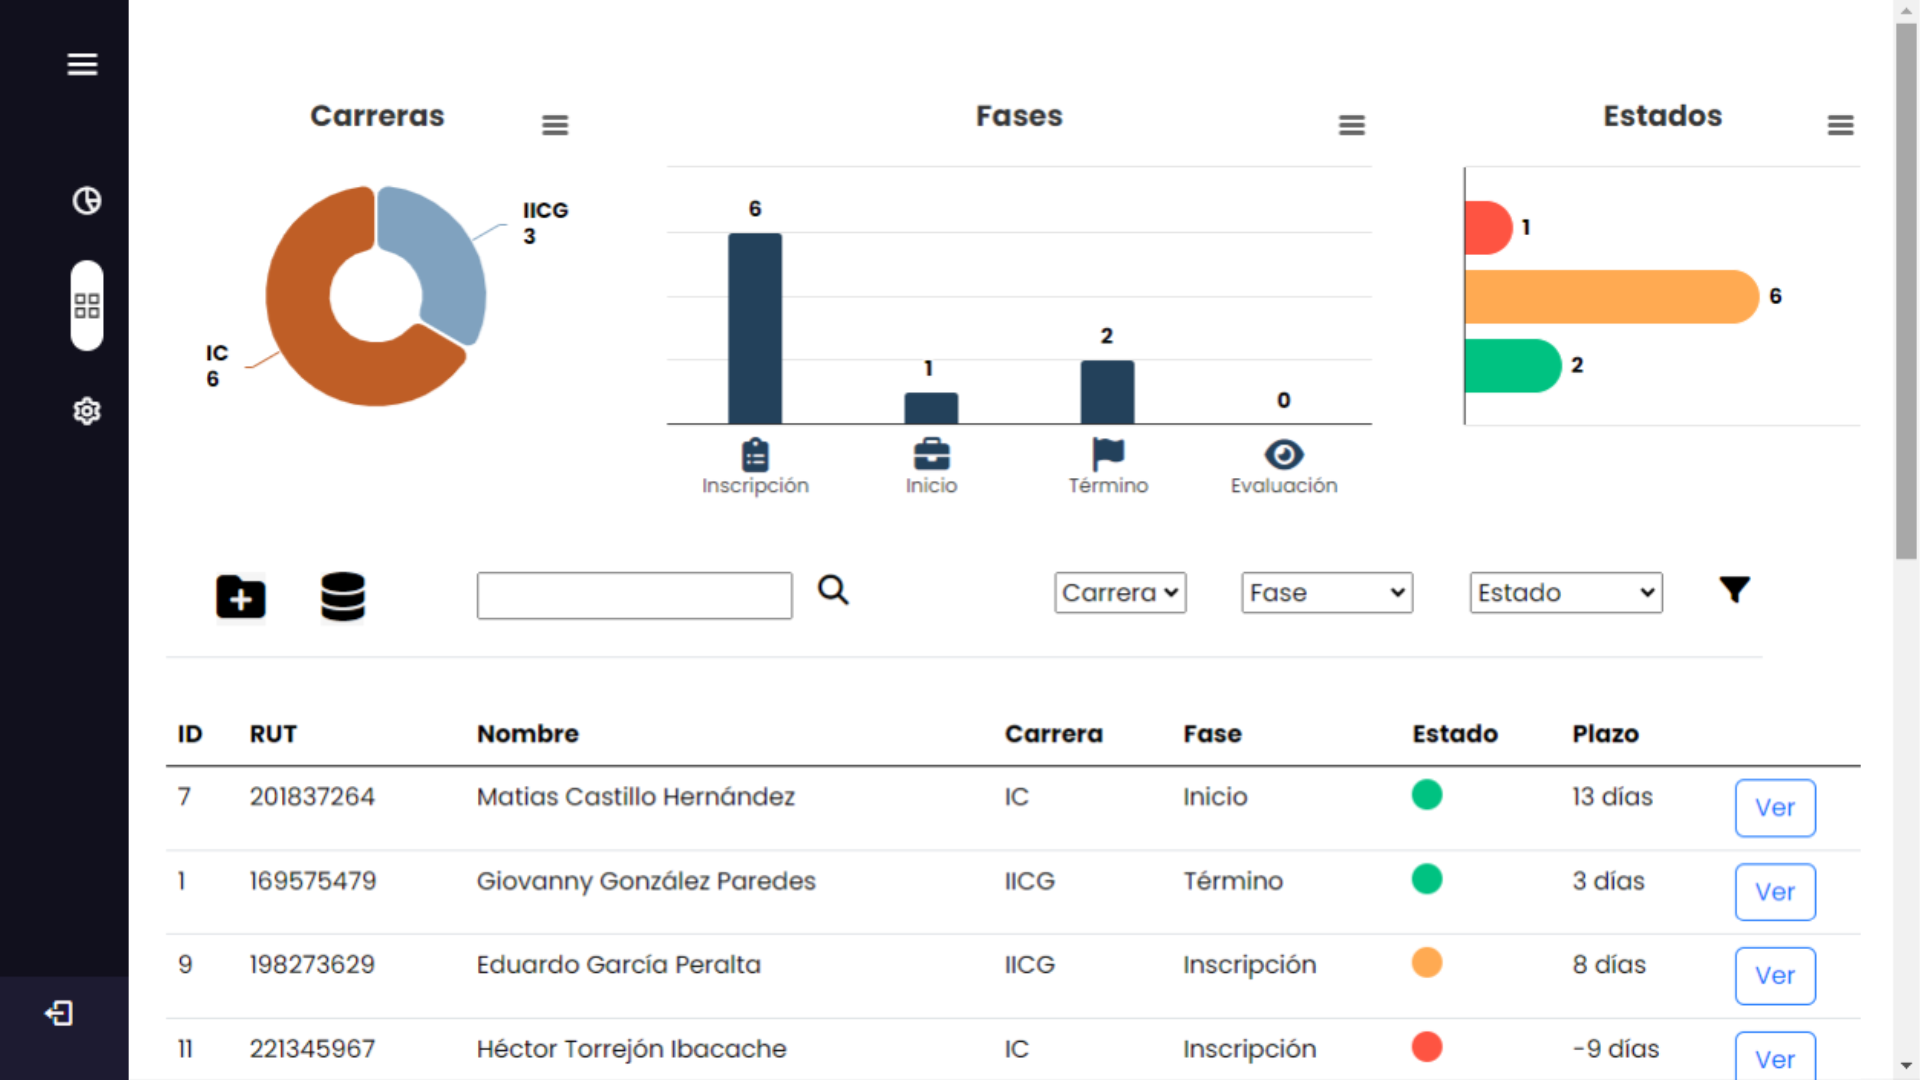 Carreras
IICG
3
IC
6
Fases
6
1
2
0
Inscripción
Inicio
Término
Evaluación
Estados
1
6
2
Carrera
Fase
Estado
ID RUT Nombre Carrera Fase Estado Plazo
7 201837264 Matias Castillo Hernández IC Inicio 13 días Ver
1 169575479 Giovanny González Paredes IICG Término 3 días Ver
9 198273629 Eduardo García Peralta IICG Inscripción 8 días Ver
11 221345967 Héctor Torrejón Ibacache IC Inscripción -9 días Ver